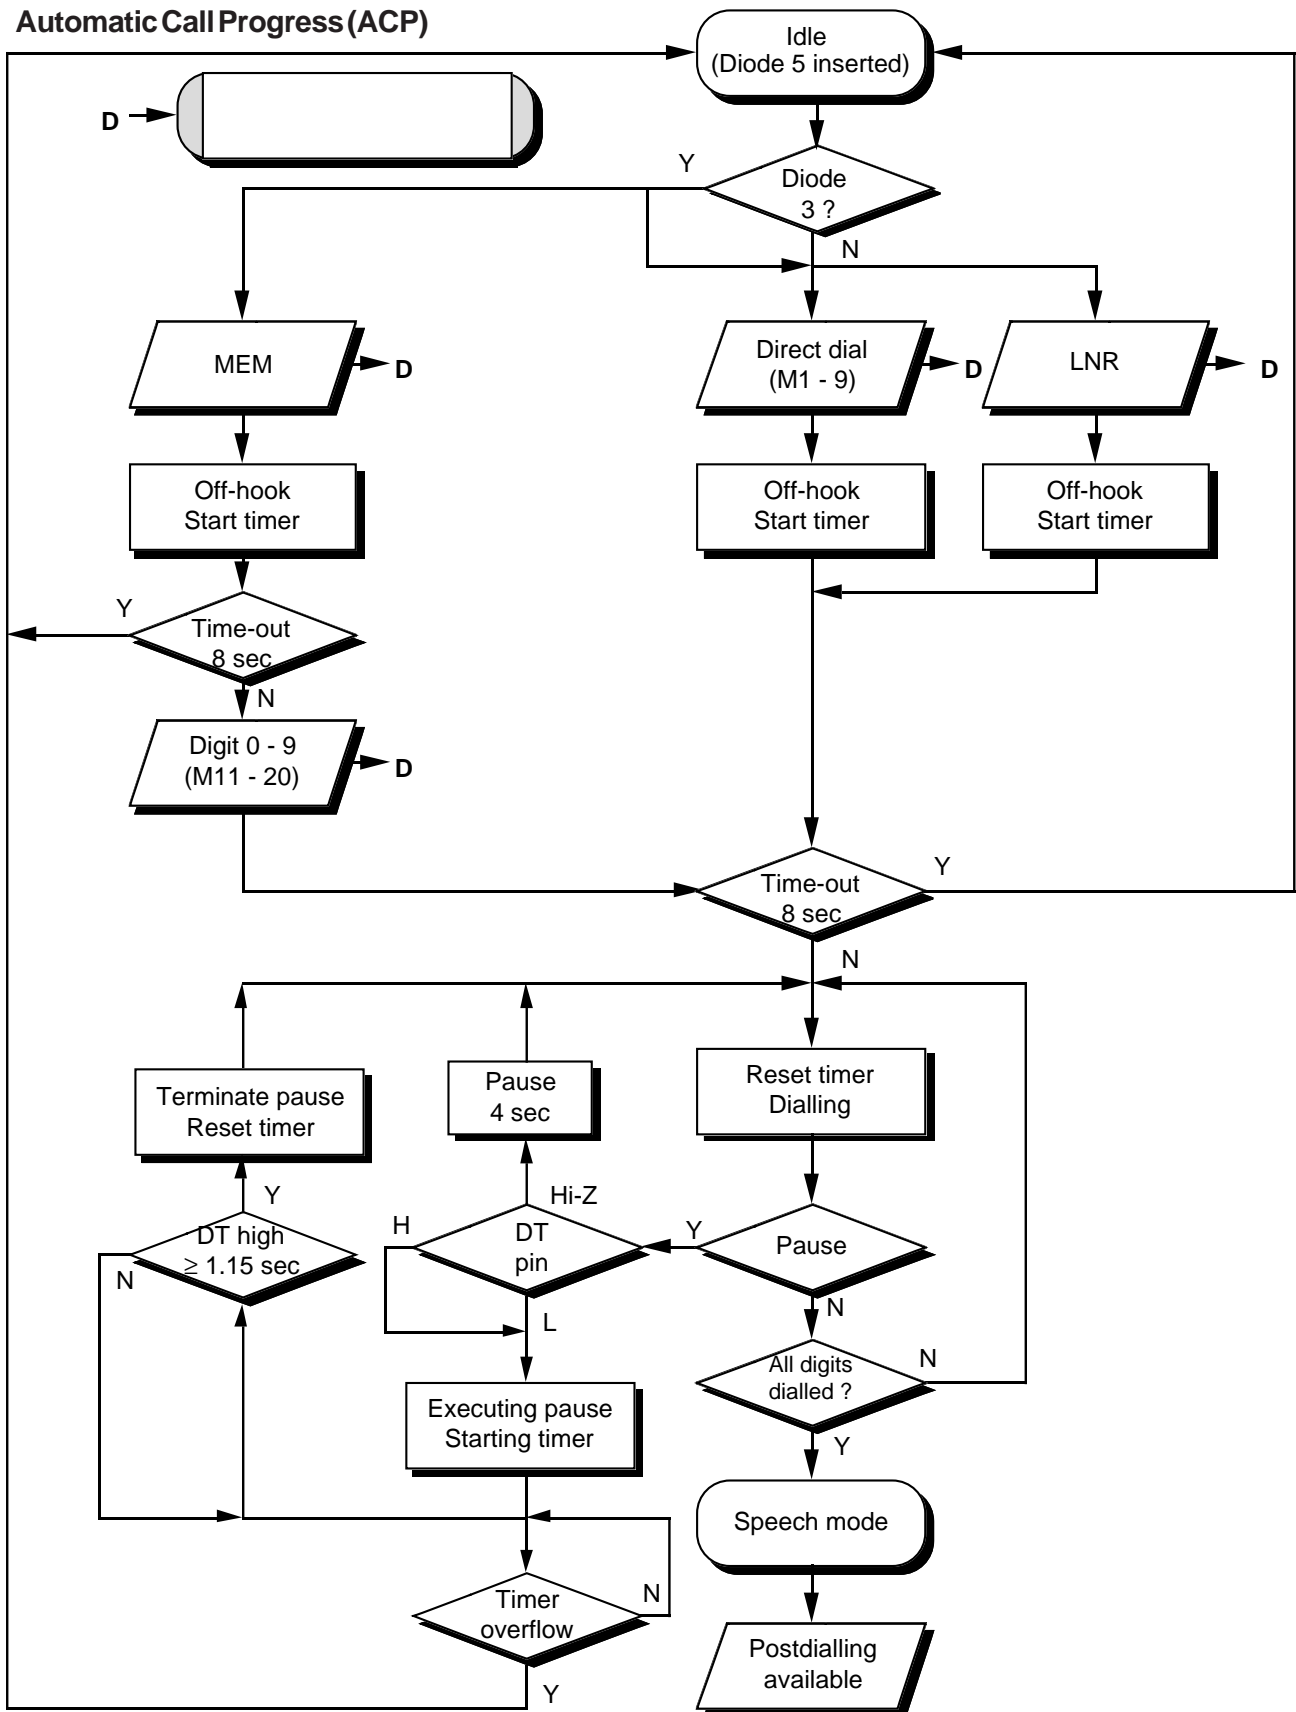 Automatic Call Progress (ACP)
Idle
(Diode 5 inserted)
D
Y
Diode
3 ?
N
MEM
D
Direct dial
(M1 - 9)
D
LNR
D
Off-hook
Start timer
Off-hook
Start timer
Off-hook
Start timer
Y
Time-out
8 sec
N
Digit 0 - 9
(M11 - 20)
D
Time-out
8 sec
Y
N
Terminate pause
Reset timer
Pause
4 sec
Reset timer
Dialling
Y
DT high
≥ 1.15 sec
N
Hi-Z
H
DT
pin
L
Y
Pause
N
All digits
dialled ?
N
Y
Executing pause
Starting timer
Speech mode
Timer
overflow
N
Y
Postdialling
available